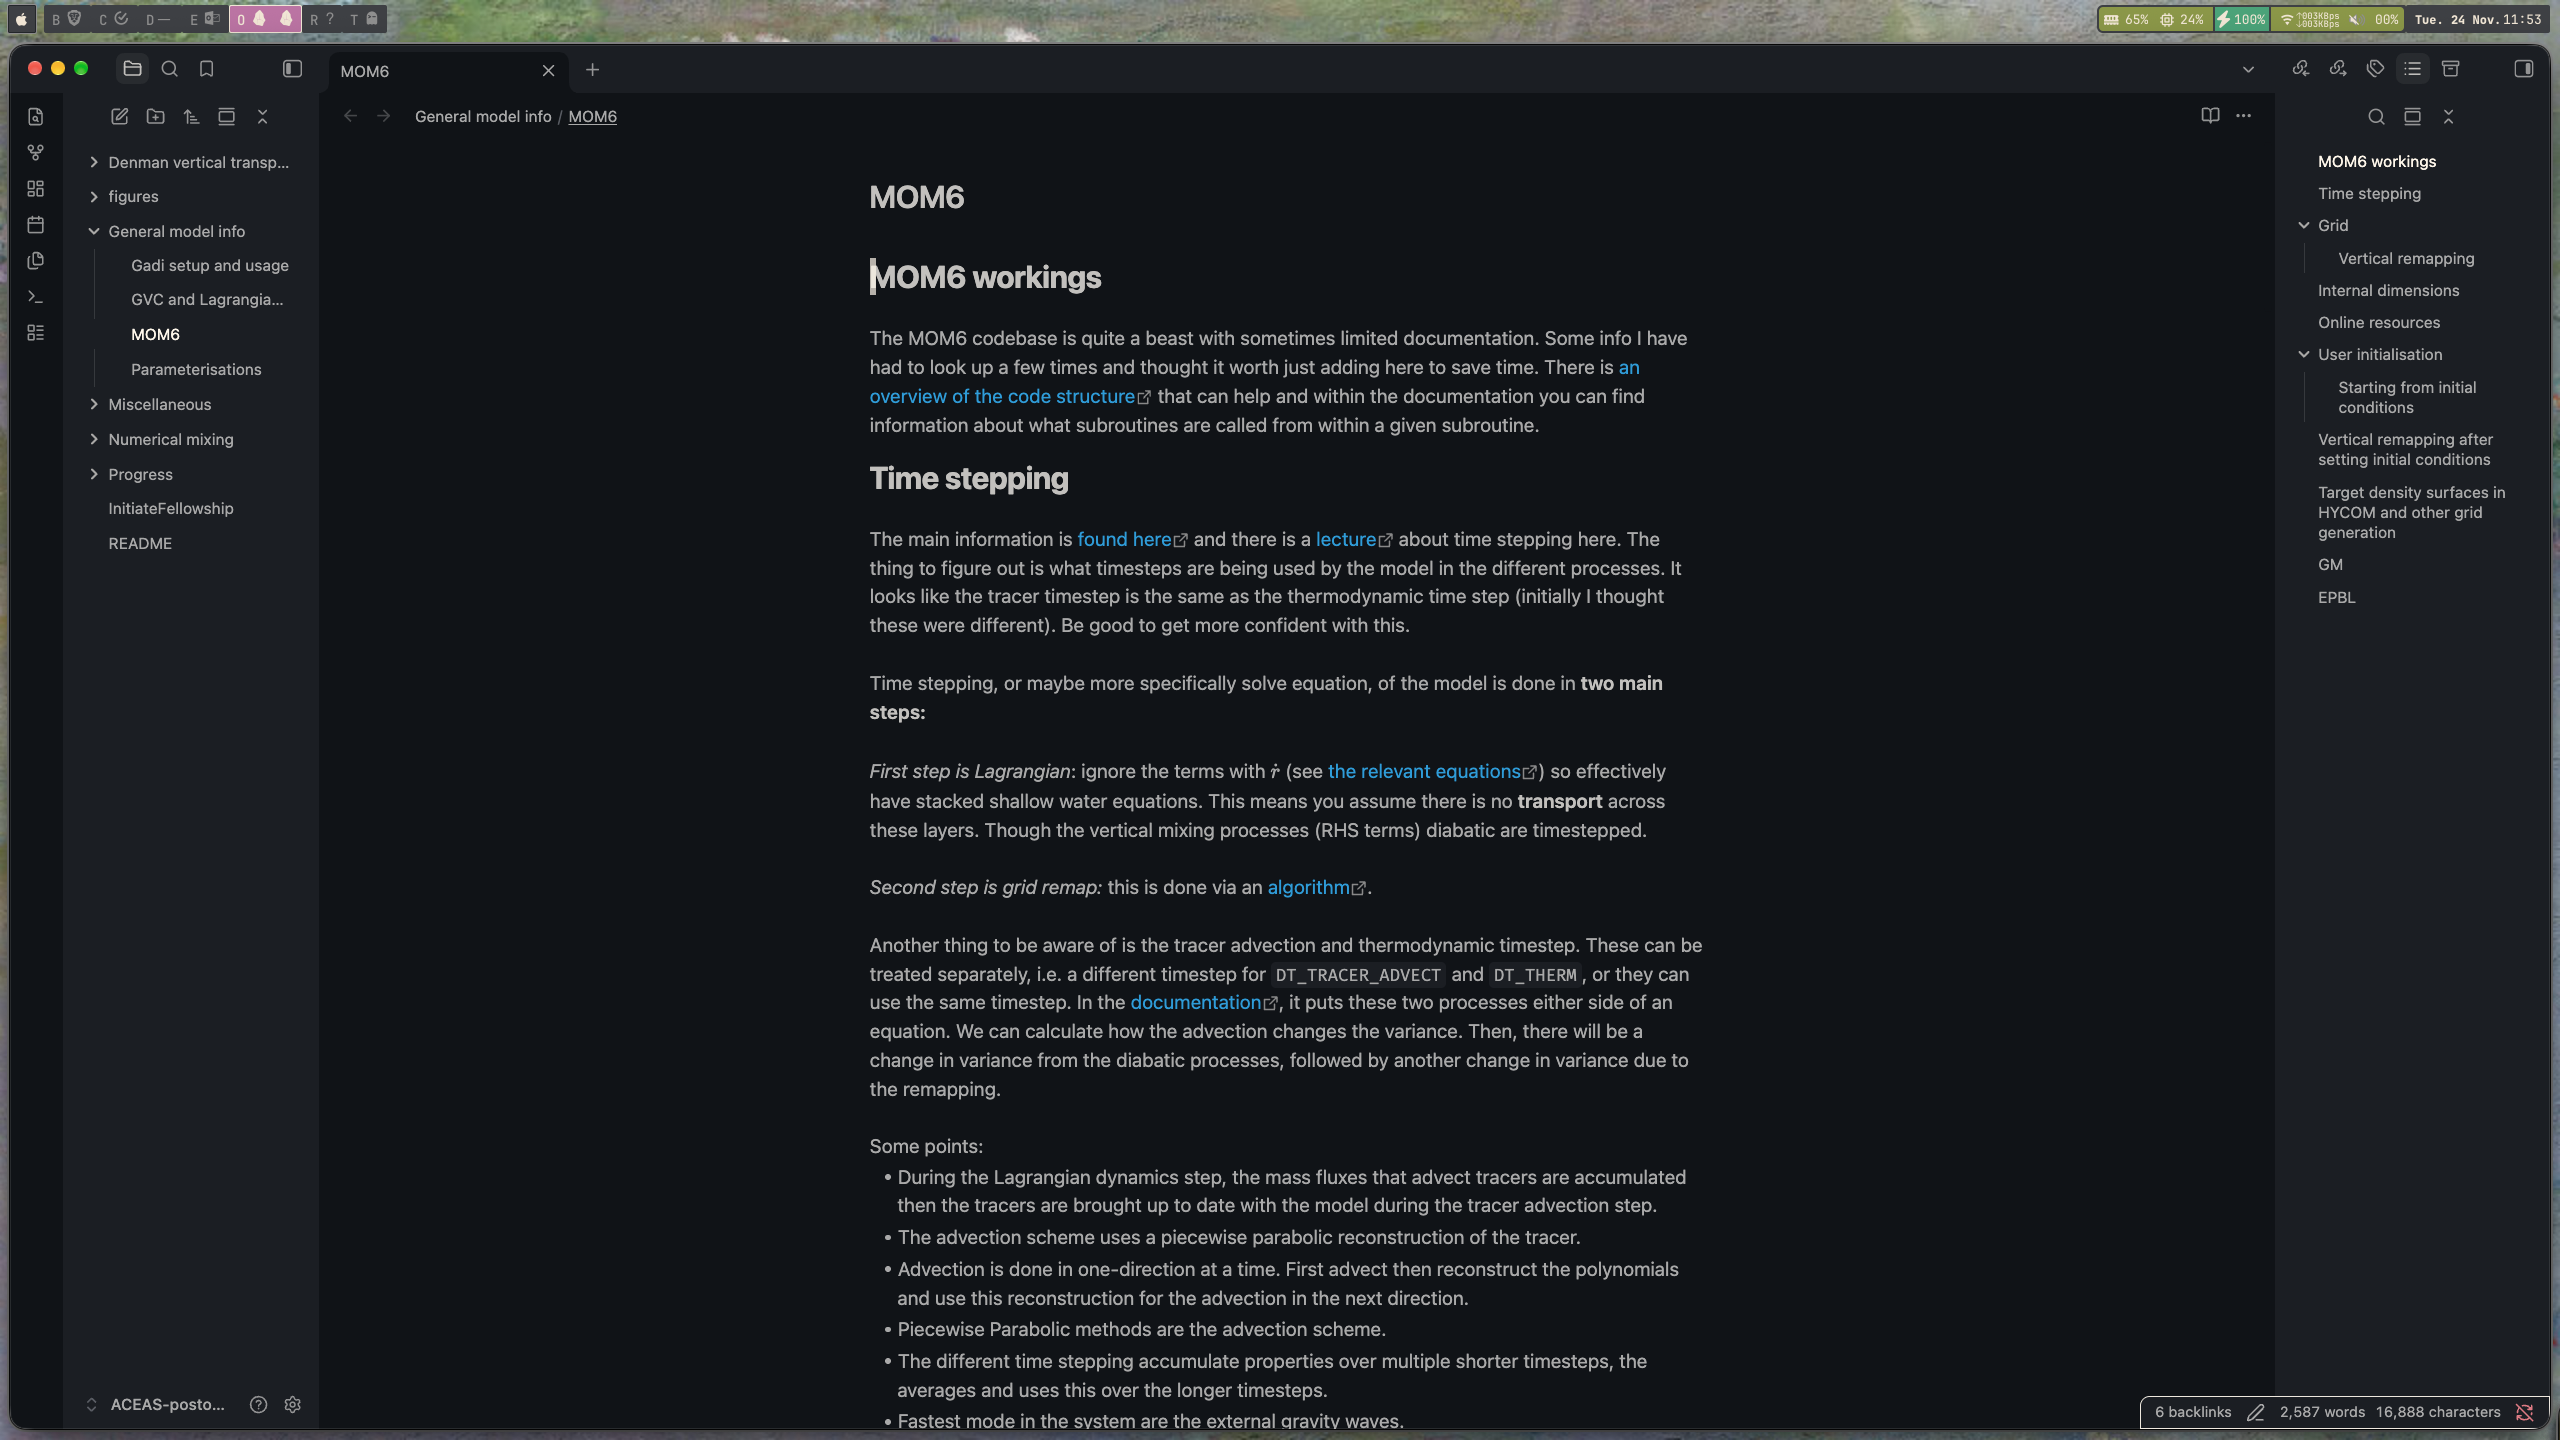 B C D E O R ? T
65% 24% 100% 003KBps 003KBps 00% Tue. 24 Nov. 11:53
MOM6
General model info / MOM6
Denman vertical transp...
figures
General model info
Gadi setup and usage
GVC and Lagrangia...
MOM6
Parameterisations
Miscellaneous
Numerical mixing
Progress
InitiateFellowship
README
ACEAS-posto...
MOM6
MOM6 workings
The MOM6 codebase is quite a beast with sometimes limited documentation. Some info I have
had to look up a few times and thought it worth just adding here to save time. There is an
overview of the code structure that can help and within the documentation you can find
information about what subroutines are called from within a given subroutine.
Time stepping
The main information is found here and there is a lecture about time stepping here. The
thing to figure out is what timesteps are being used by the model in the different processes. It
looks like the tracer timestep is the same as the thermodynamic time step (initially I thought
these were different). Be good to get more confident with this.
Time stepping, or maybe more specifically solve equation, of the model is done in two main
steps:
First step is Lagrangian: ignore the terms with ṙ (see the relevant equations) so effectively
have stacked shallow water equations. This means you assume there is no transport across
these layers. Though the vertical mixing processes (RHS terms) diabatic are timestepped.
Second step is grid remap: this is done via an algorithm.
Another thing to be aware of is the tracer advection and thermodynamic timestep. These can be
treated separately, i.e. a different timestep for DT_TRACER_ADVECT and DT_THERM, or they can
use the same timestep. In the documentation, it puts these two processes either side of an
equation. We can calculate how the advection changes the variance. Then, there will be a
change in variance from the diabatic processes, followed by another change in variance due to
the remapping.
Some points:
• During the Lagrangian dynamics step, the mass fluxes that advect tracers are accumulated
then the tracers are brought up to date with the model during the tracer advection step.
• The advection scheme uses a piecewise parabolic reconstruction of the tracer.
• Advection is done in one-direction at a time. First advect then reconstruct the polynomials
and use this reconstruction for the advection in the next direction.
• Piecewise Parabolic methods are the advection scheme.
• The different time stepping accumulate properties over multiple shorter timesteps, the
averages and uses this over the longer timesteps.
• Fastest mode in the system are the external gravity waves.
MOM6 workings
Time stepping
Grid
Vertical remapping
Internal dimensions
Online resources
User initialisation
Starting from initial
conditions
Vertical remapping after
setting initial conditions
Target density surfaces in
HYCOM and other grid
generation
GM
EPBL
6 backlinks 2,587 words 16,888 characters